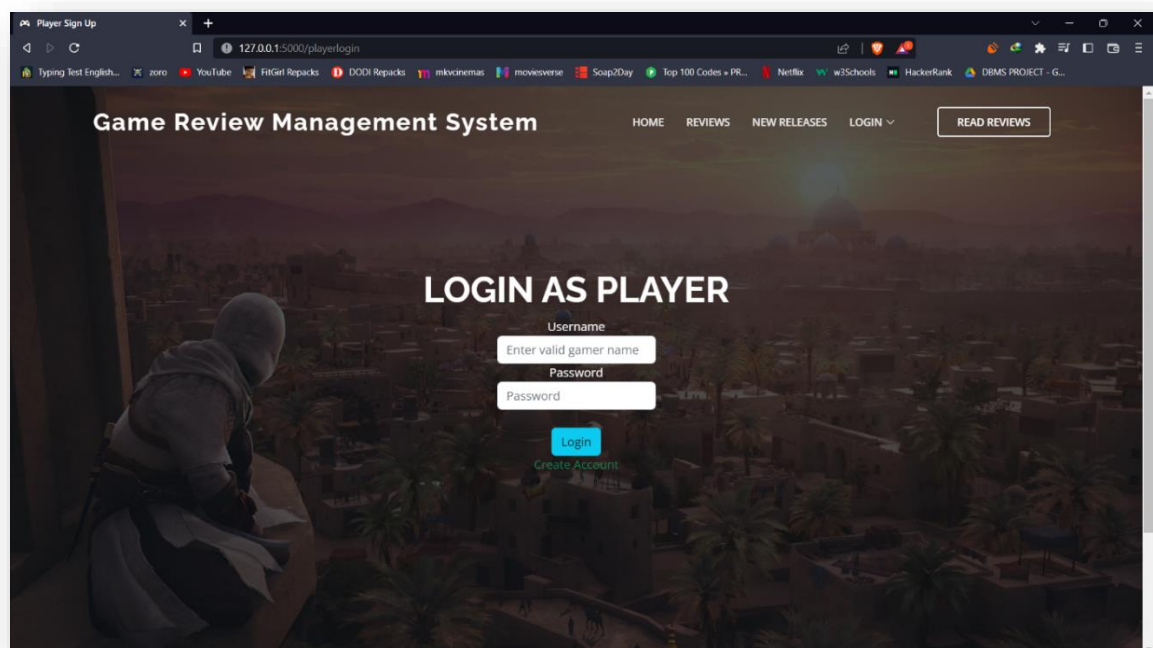 Player Sign Up
127.0.0.1:5000/playerlogin
Typing Test English... zoro YouTube FitGirl Repacks DODI Repacks mkvcinemas moviesverse Soap2Day Top 100 Codes » PR... Netflix w3Schools HackerRank DBMS PROJECT - G...
Game Review Management System HOME REVIEWS NEW RELEASES LOGIN READ REVIEWS
LOGIN AS PLAYER
Username
Enter valid gamer name
Password
Password
Login
Create Account